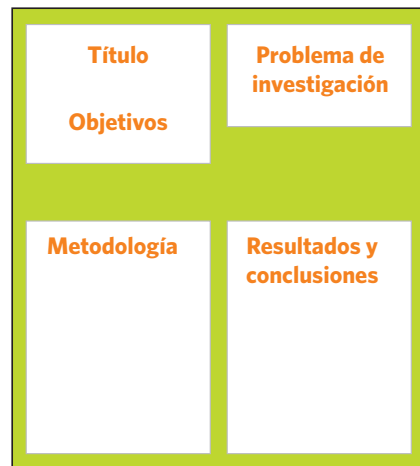 Título
Objetivos
Problema de
investigación
Metodología
Resultados y
conclusiones